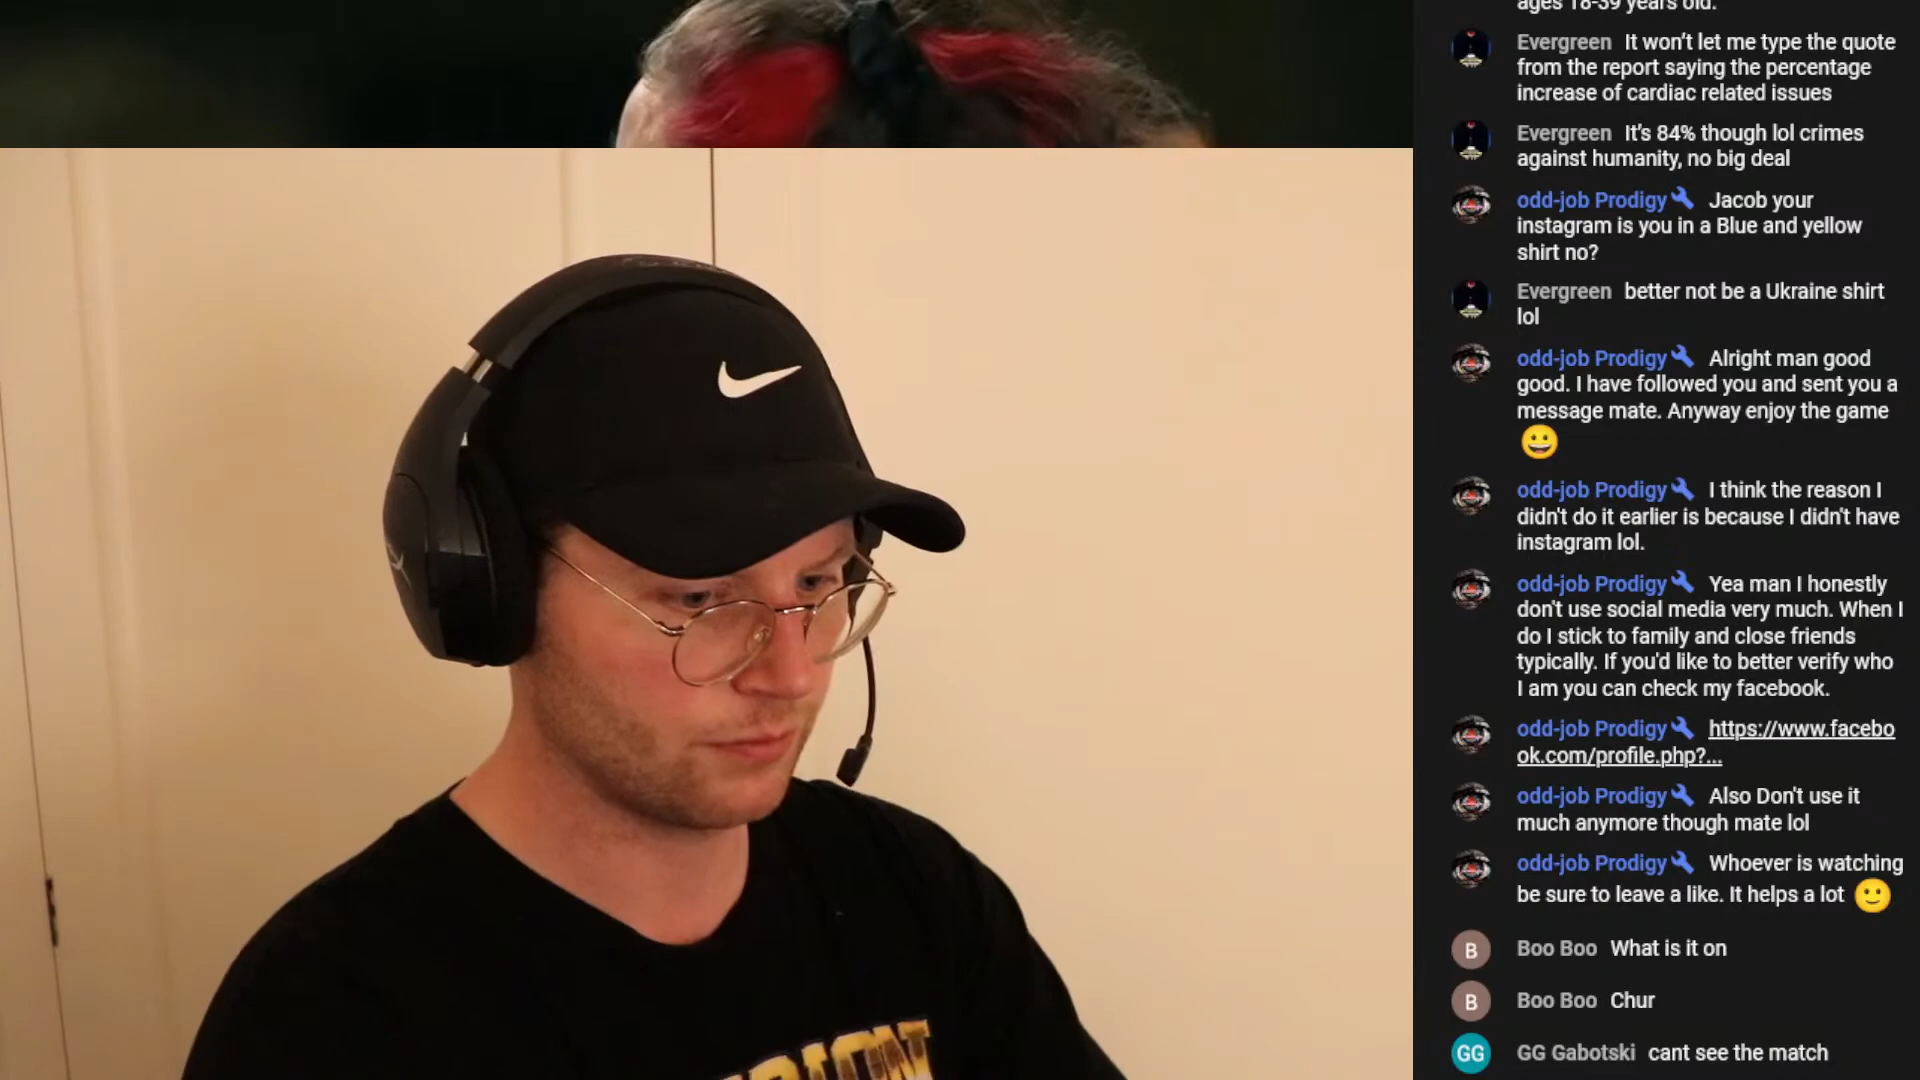 ages 18-39 years old.
Evergreen It won't let me type the quote
from the report saying the percentage
increase of cardiac related issues
Evergreen It's 84% though lol crimes
against humanity, no big deal
odd-job Prodigy Jacob your
instagram is you in a Blue and yellow
shirt no?
Evergreen better not be a Ukraine shirt
lol
odd-job Prodigy Alright man good
good. I have followed you and sent you a
message mate. Anyway enjoy the game
odd-job Prodigy I think the reason I
didn't do it earlier is because I didn't have
instagram lol.
odd-job Prodigy Yea man I honestly
don't use social media very much. When I
do I stick to family and close friends
typically. If you'd like to better verify who
I am you can check my facebook.
odd-job Prodigy https://www.facebo
ok.com/profile.php?...
odd-job Prodigy Also Don't use it
much anymore though mate lol
odd-job Prodigy Whoever is watching
be sure to leave a like. It helps a lot
B Boo Boo What is it on
B Boo Boo Chur
GG GG Gabotski cant see the match